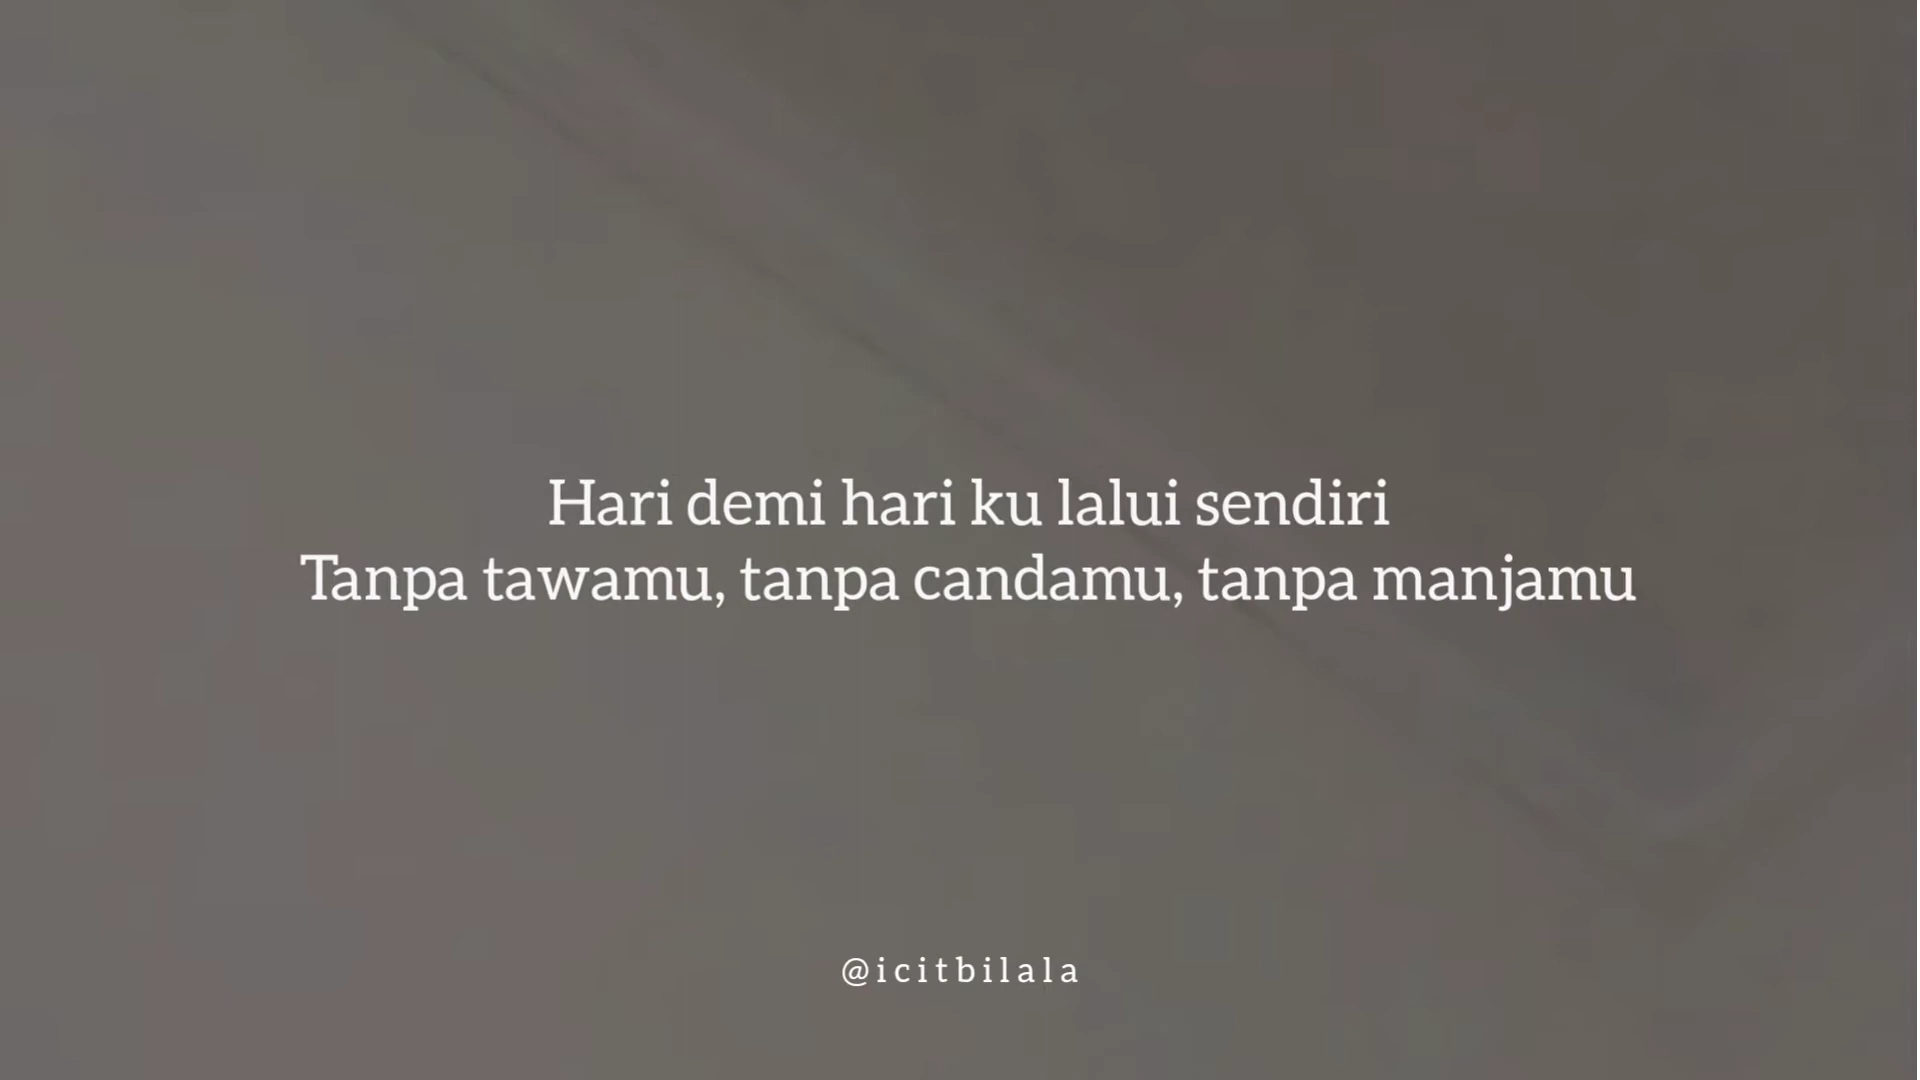 Hari demi hari ku lalui sendiri
Tanpa tawamu, tanpa candamu, tanpa manjamu
@icitbilala